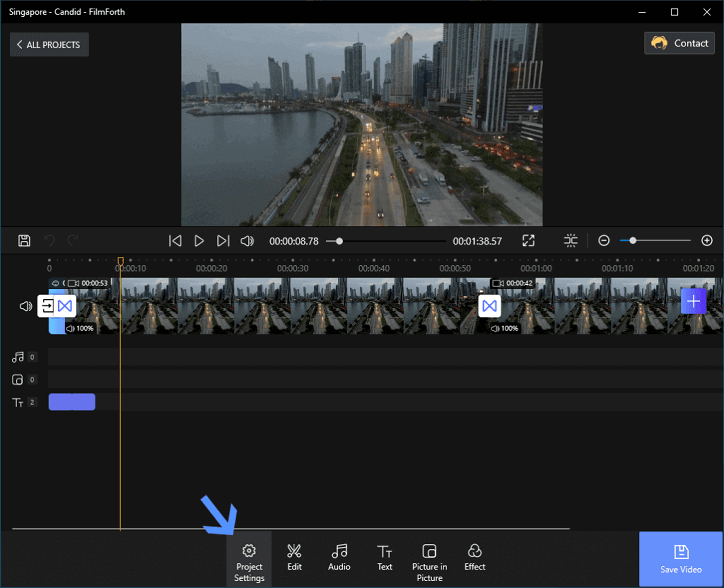 Singapore - Candid - FilmForth
ALL PROJECTS
Contact
00:00:08.78
00:01:38.57
0
00:00:10
00:00:20
00:00:30
00:00:40
00:00:50
00:01:00
00:01:10
00:01:20
00:00:53
00:00:42
100%
100%
0
0
TT 2
Project Settings
Edit
Audio
Text
Picture in Picture
Effect
Save Video